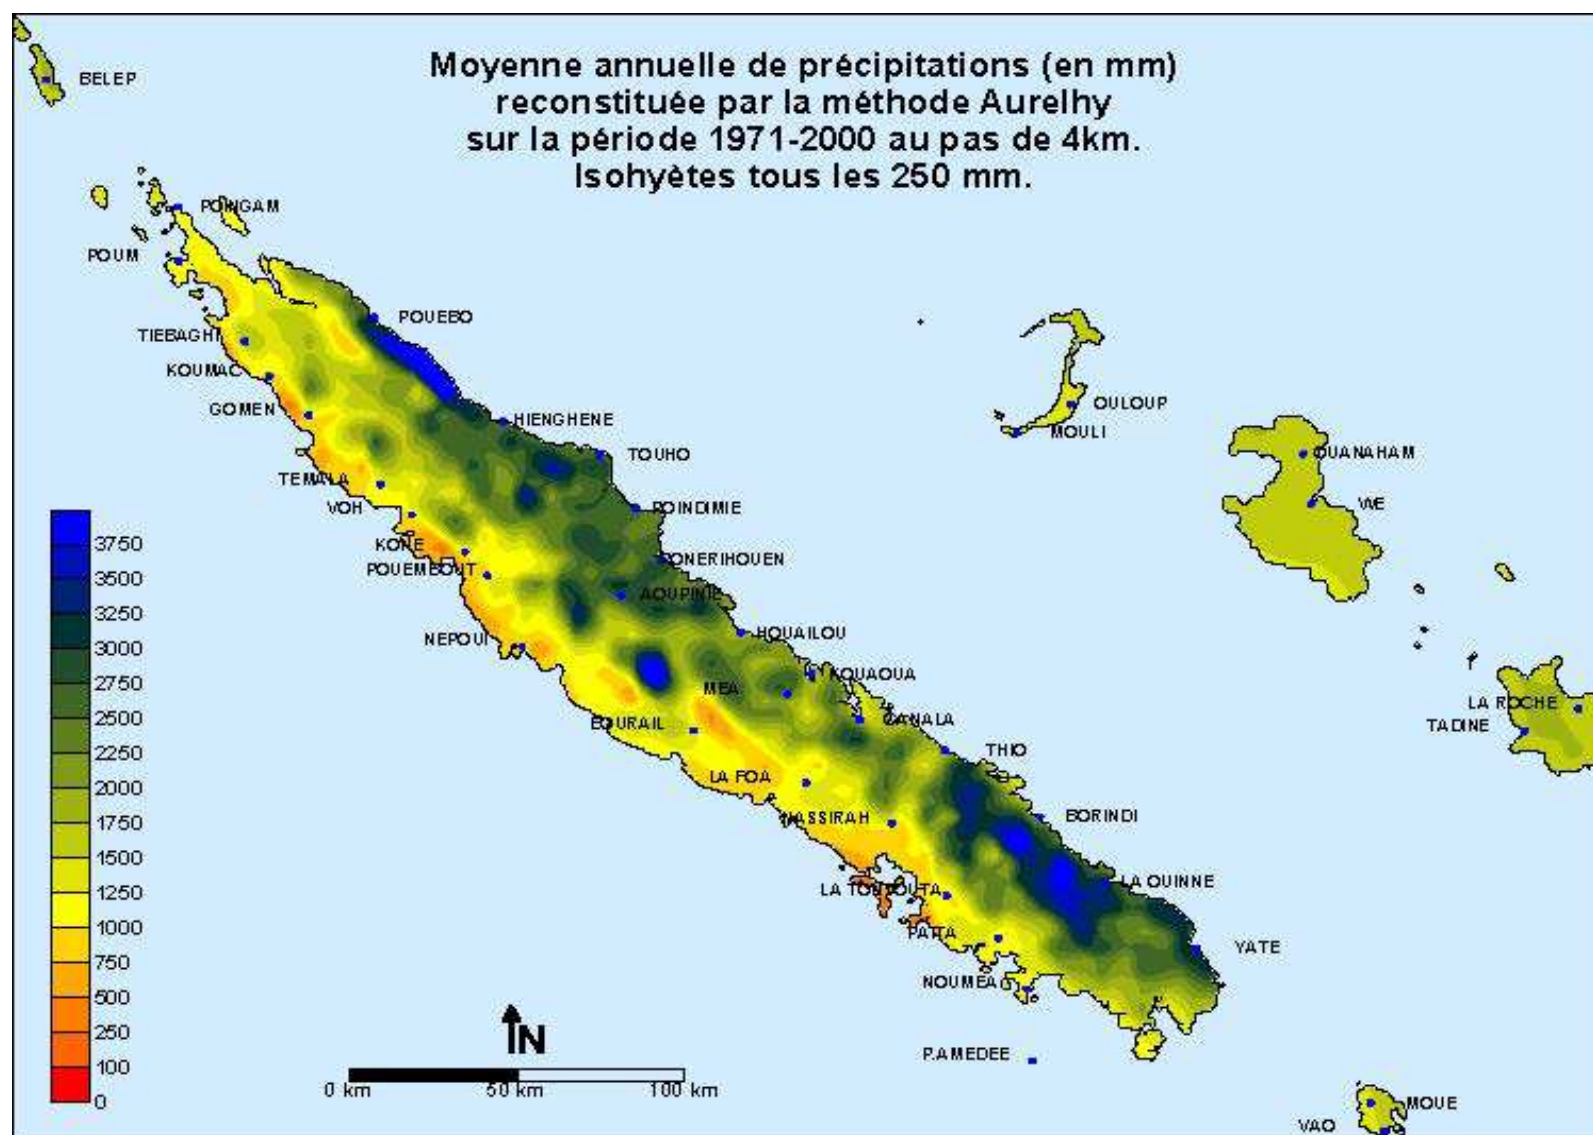 Moyenne annuelle de précipitations (en mm)
reconstituée par la méthode Aurelhy
sur la période 1971-2000 au pas de 4km.
Isohyètes tous les 250 mm.
BELEP
POINGAM
POUM
POUEBO
TIEBAGHI
KOUMAC
GOMEN
HIENGHENE
OULOUP
MOULI
TOUHO
OUANAHAM
TEMALA
VOH
POINDIMIE
WE
KONE
PONERIHOUEN
POUEMBOUT
AOUPINIE
NEPOUI
HOUAILOU
KOUAOUA
MEA
LA ROCHE
BOURAIL
CANALA
TADINE
THIO
LA FOA
NASSIRAH
BORINDI
LA TONTOUTA
LA OUINNE
PAITA
YATE
NOUMEA
P.AMEDEE
MOUE
VAO
3750
3500
3250
3000
2750
2500
2250
2000
1750
1500
1250
1000
750
500
250
100
0
N
0 km 50 km 100 km